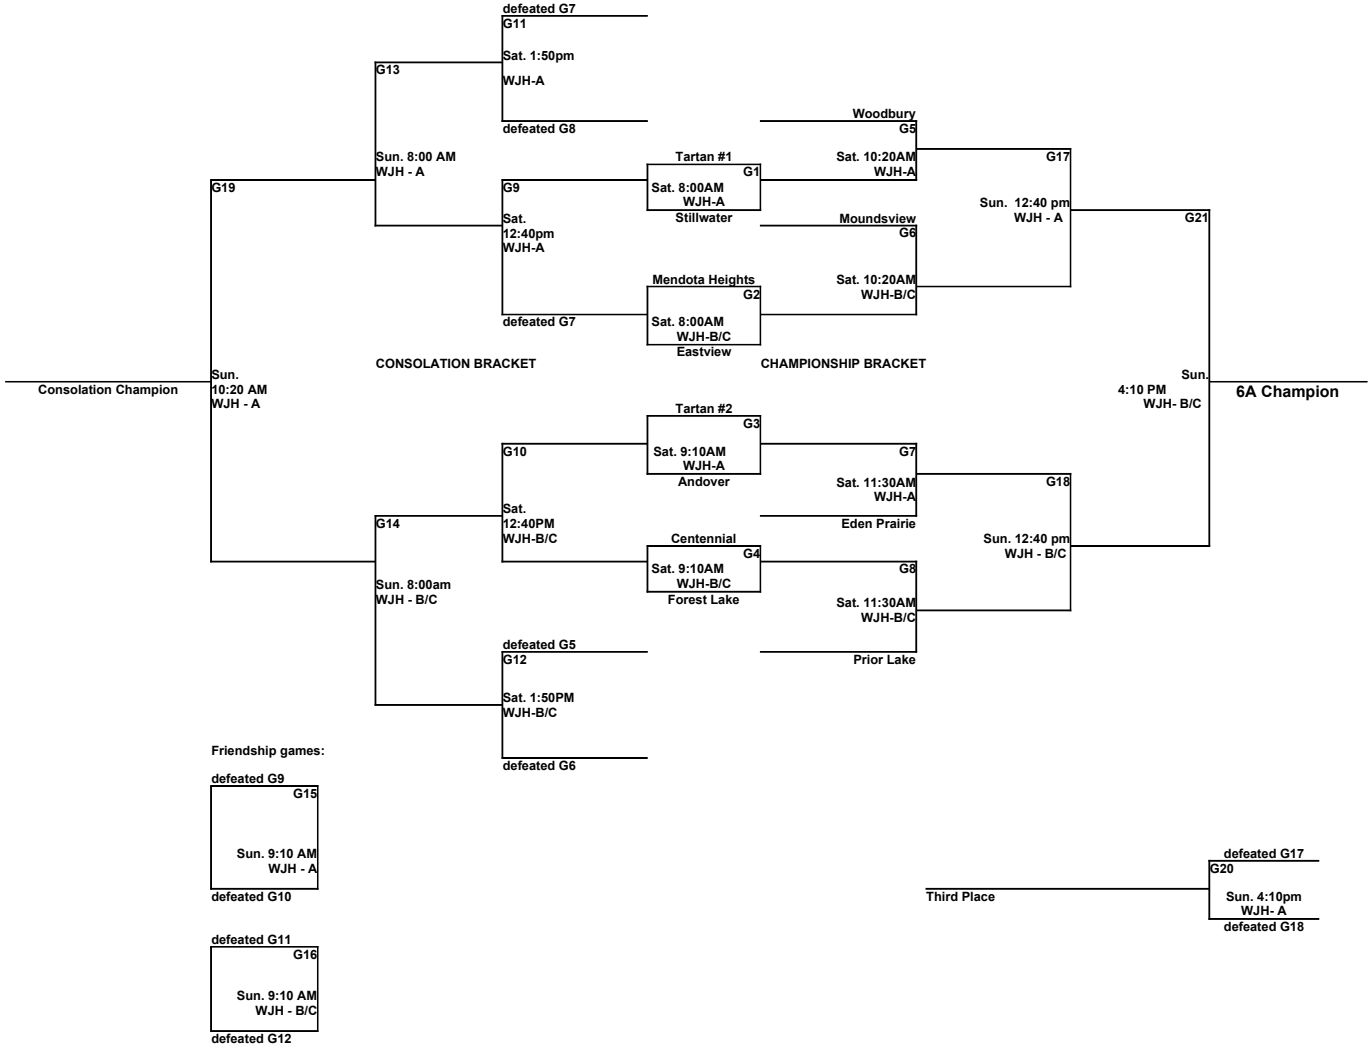 defeated G7
G11
Sat. 1:50pm
WJH-A
defeated G8
G13
Sun. 8:00 AM
WJH - A
G9
Sat.
12:40pm
WJH-A
defeated G7
G19
Sun.
10:20 AM
WJH - A
Consolation Champion
CONSOLATION BRACKET
Tartan #1
G1
Sat. 8:00AM
WJH-A
Stillwater
Mendota Heights
G2
Sat. 8:00AM
WJH-B/C
Eastview
Woodbury
G5
Sat. 10:20AM
WJH-A
Moundsview
G6
Sat. 10:20AM
WJH-B/C
G17
Sun.  12:40 pm
WJH - A
G21
Sun.
4:10 PM
WJH- B/C
6A Champion
CHAMPIONSHIP BRACKET
Tartan #2
G3
Sat. 9:10AM
WJH-A
Andover
Centennial
G4
Sat. 9:10AM
WJH-B/C
Forest Lake
G7
Sat. 11:30AM
WJH-A
Eden Prairie
G8
Sat. 11:30AM
WJH-B/C
Prior Lake
G18
Sun. 12:40 pm
WJH - B/C
G10
Sat.
12:40PM
WJH-B/C
G14
Sun. 8:00am
WJH - B/C
defeated G5
G12
Sat. 1:50PM
WJH-B/C
defeated G6
Friendship games:
defeated G9
G15
Sun. 9:10 AM
WJH - A
defeated G10
defeated G11
G16
Sun. 9:10 AM
WJH - B/C
defeated G12
Third Place
defeated G17
G20
Sun. 4:10pm
WJH- A
defeated G18